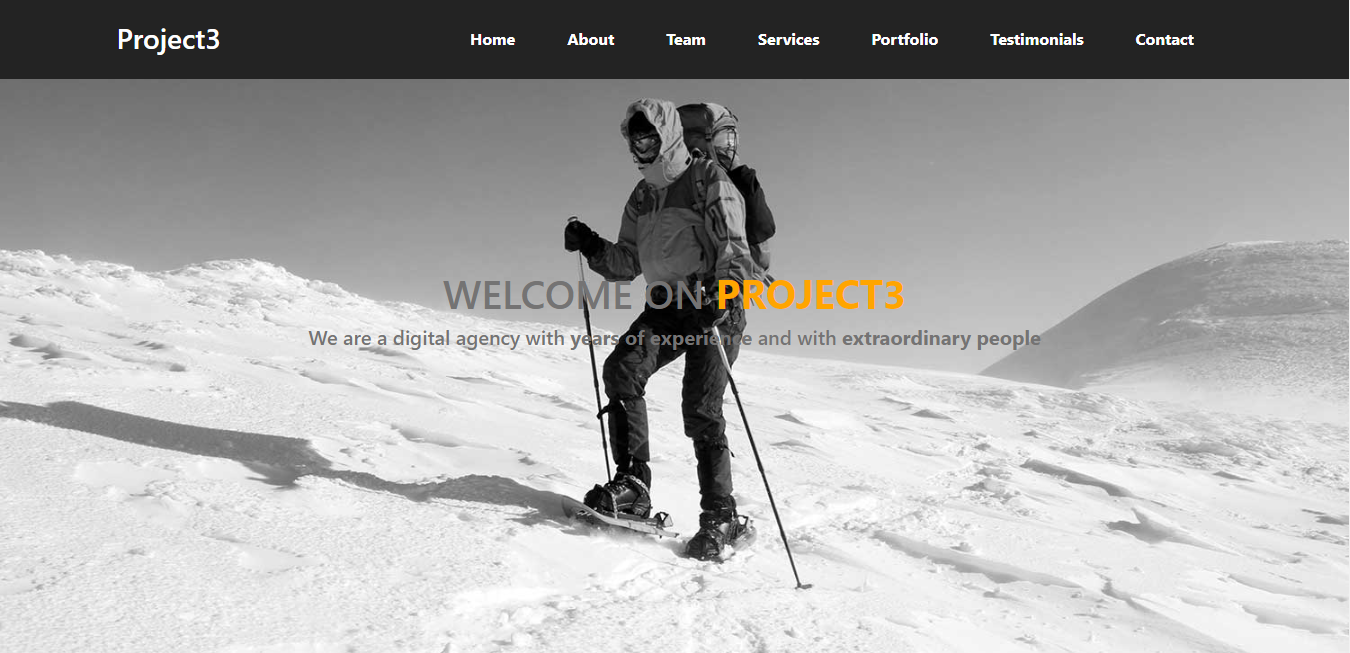 Project3
Home About Team Services Portfolio Testimonials Contact
WELCOME ON PROJECT3
We are a digital agency with years of experience and with extraordinary people